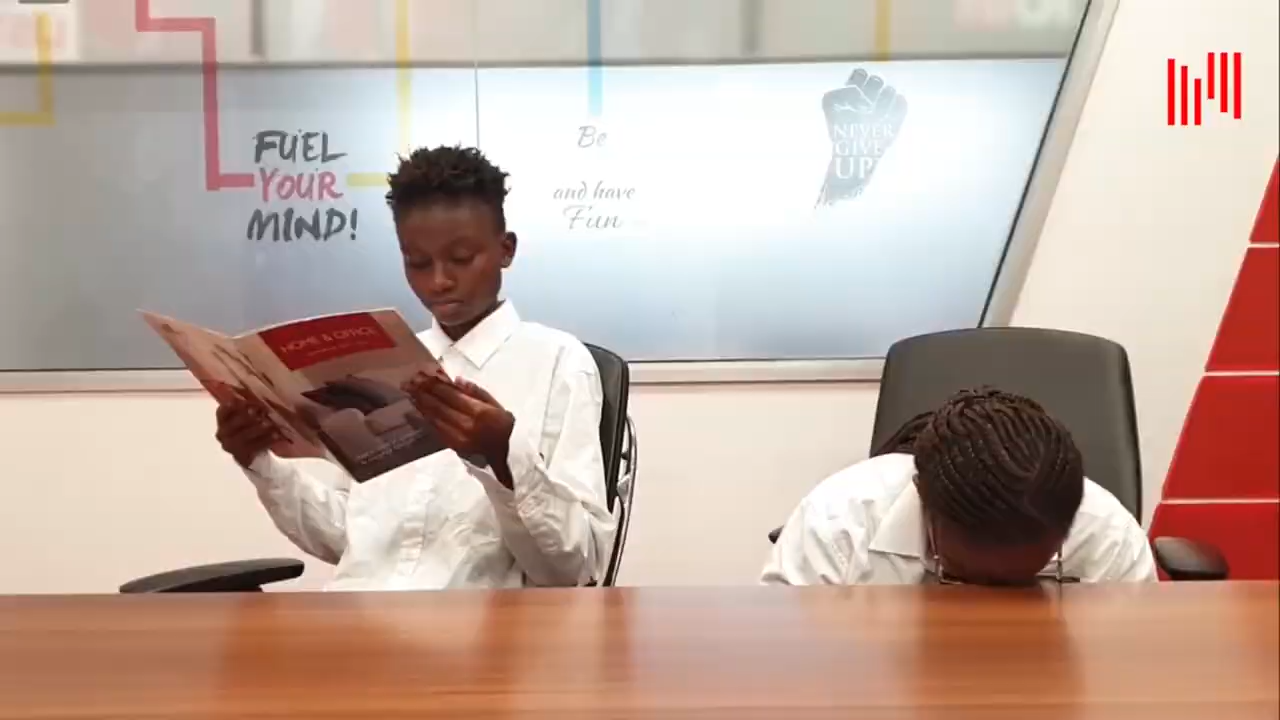 FUEL
YOUR
MIND!
Be
and have
Fun
NEVER
GIVE
UP!
HOME & OFFICE